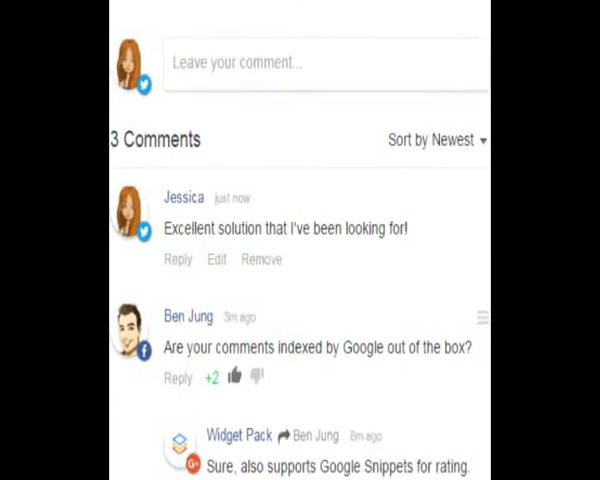 Leave your comment...
3 Comments
Sort by Newest
Jessica just now
Excellent solution that I've been looking for!
Reply Edit Remove
Ben Jung 3m ago
Are your comments indexed by Google out of the box?
Reply +2
Widget Pack Ben Jung 8m ago
Sure, also supports Google Snippets for rating.